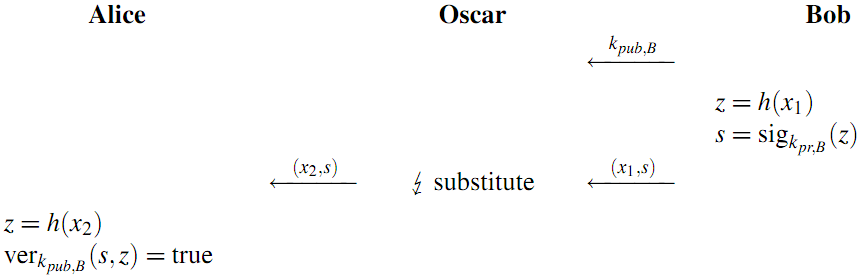 Alice Oscar Bob
k_{pub,B}
z = h(x_1)
s = sig_{k_{pr,B}}(z)
(x_2,s) substitute (x_1,s)
z = h(x_2)
ver_{k_{pub,B}}(s,z) = true